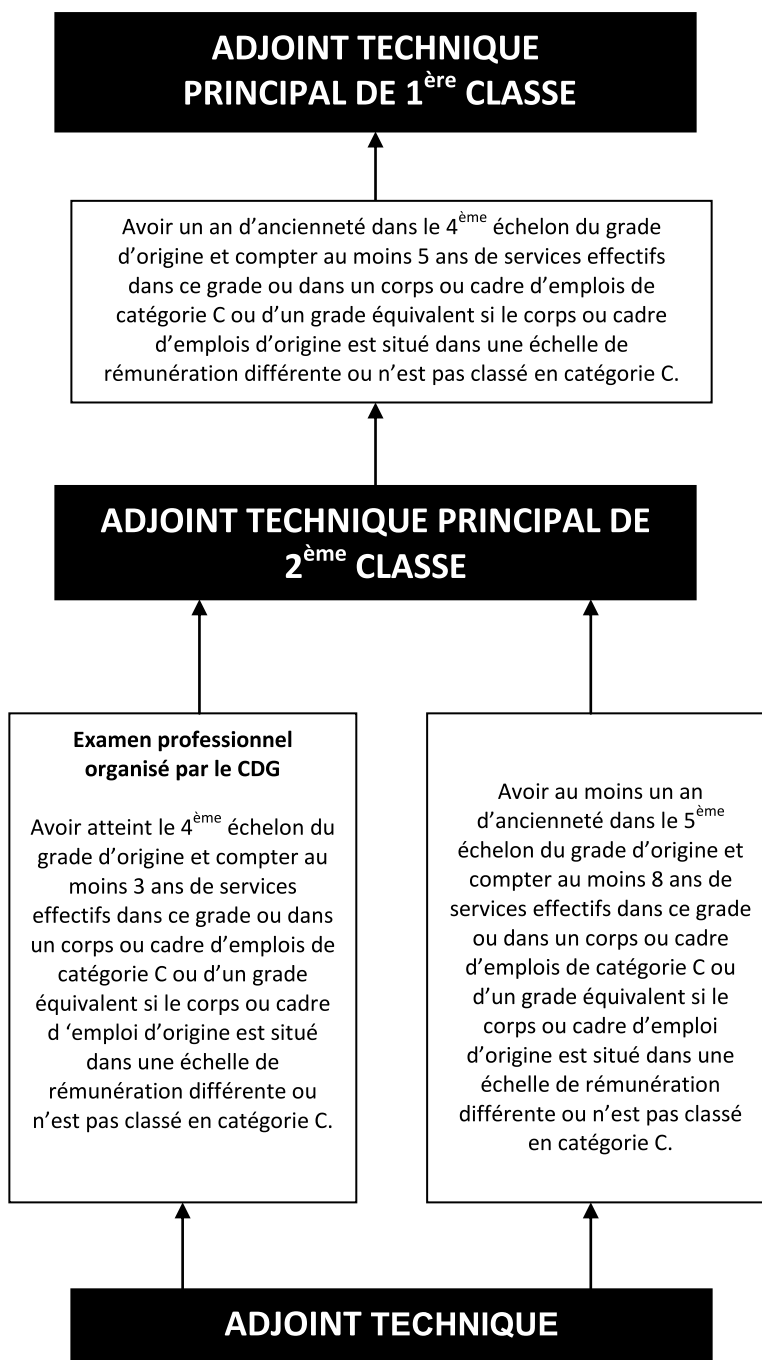 ADJOINT TECHNIQUE
PRINCIPAL DE 1ère CLASSE
Avoir un an d’ancienneté dans le 4ème échelon du grade
d’origine et compter au moins 5 ans de services effectifs
dans ce grade ou dans un corps ou cadre d’emplois de
catégorie C ou d’un grade équivalent si le corps ou cadre
d’emplois d’origine est situé dans une échelle de
rémunération différente ou n’est pas classé en catégorie C.
ADJOINT TECHNIQUE PRINCIPAL DE
2ème CLASSE
Examen professionnel
organisé par le CDG
Avoir atteint le 4ème échelon du
grade d’origine et compter au
moins 3 ans de services
effectifs dans ce grade ou dans
un corps ou cadre d’emplois de
catégorie C ou d’un grade
équivalent si le corps ou cadre
d ‘emploi d’origine est situé
dans une échelle de
rémunération différente ou
n’est pas classé en catégorie C.
Avoir au moins un an
d’ancienneté dans le 5ème
échelon du grade d’origine et
compter au moins 8 ans de
services effectifs dans ce grade
ou dans un corps ou cadre
d’emplois de catégorie C ou
d’un grade équivalent si le
corps ou cadre d’emploi
d’origine est situé dans une
échelle de rémunération
différente ou n’est pas classé
en catégorie C.
ADJOINT TECHNIQUE